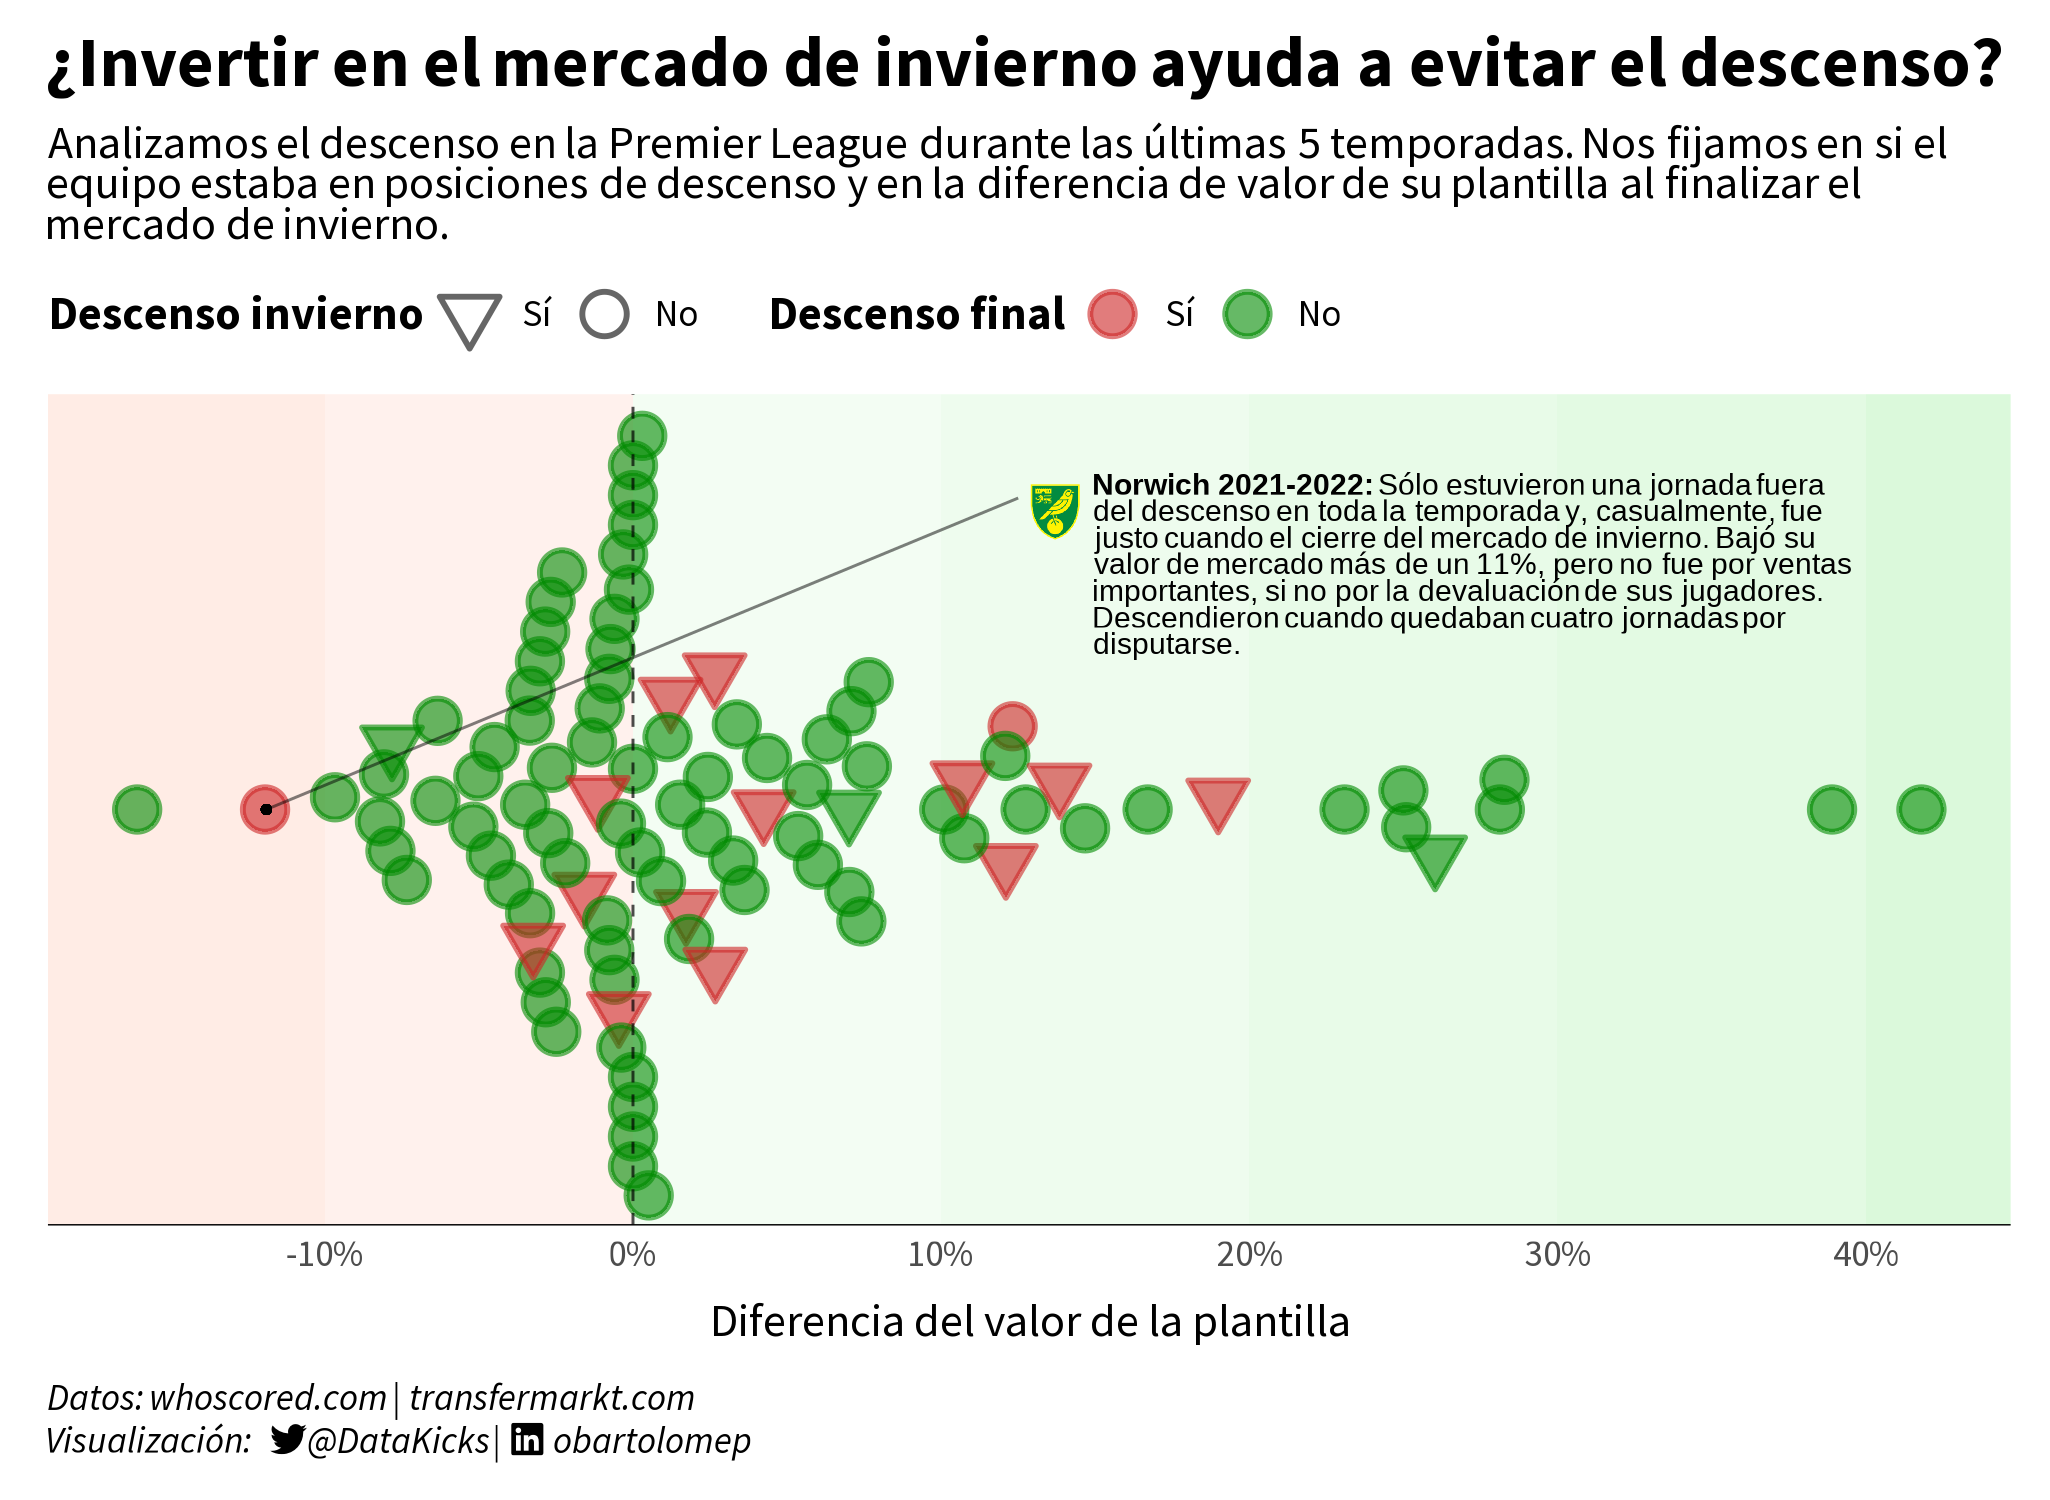 ¿Invertir en el mercado de invierno ayuda a evitar el descenso?
Analizamos el descenso en la Premier League durante las últimas 5 temporadas. Nos fijamos en si el
equipo estaba en posiciones de descenso y en la diferencia de valor de su plantilla al finalizar el
mercado de invierno.
Descenso invierno Sí No Descenso final Sí No
Norwich 2021-2022: Sólo estuvieron una jornada fuera
del descenso en toda la temporada y, casualmente, fue
justo cuando el cierre del mercado de invierno. Bajó su
valor de mercado más de un 11%, pero no fue por ventas
importantes, si no por la devaluación de sus jugadores.
Descendieron cuando quedaban cuatro jornadas por
disputarse.
-10% 0% 10% 20% 30% 40%
Diferencia del valor de la plantilla
Datos: whoscored.com | transfermarkt.com
Visualización: @DataKicks | obartolomep